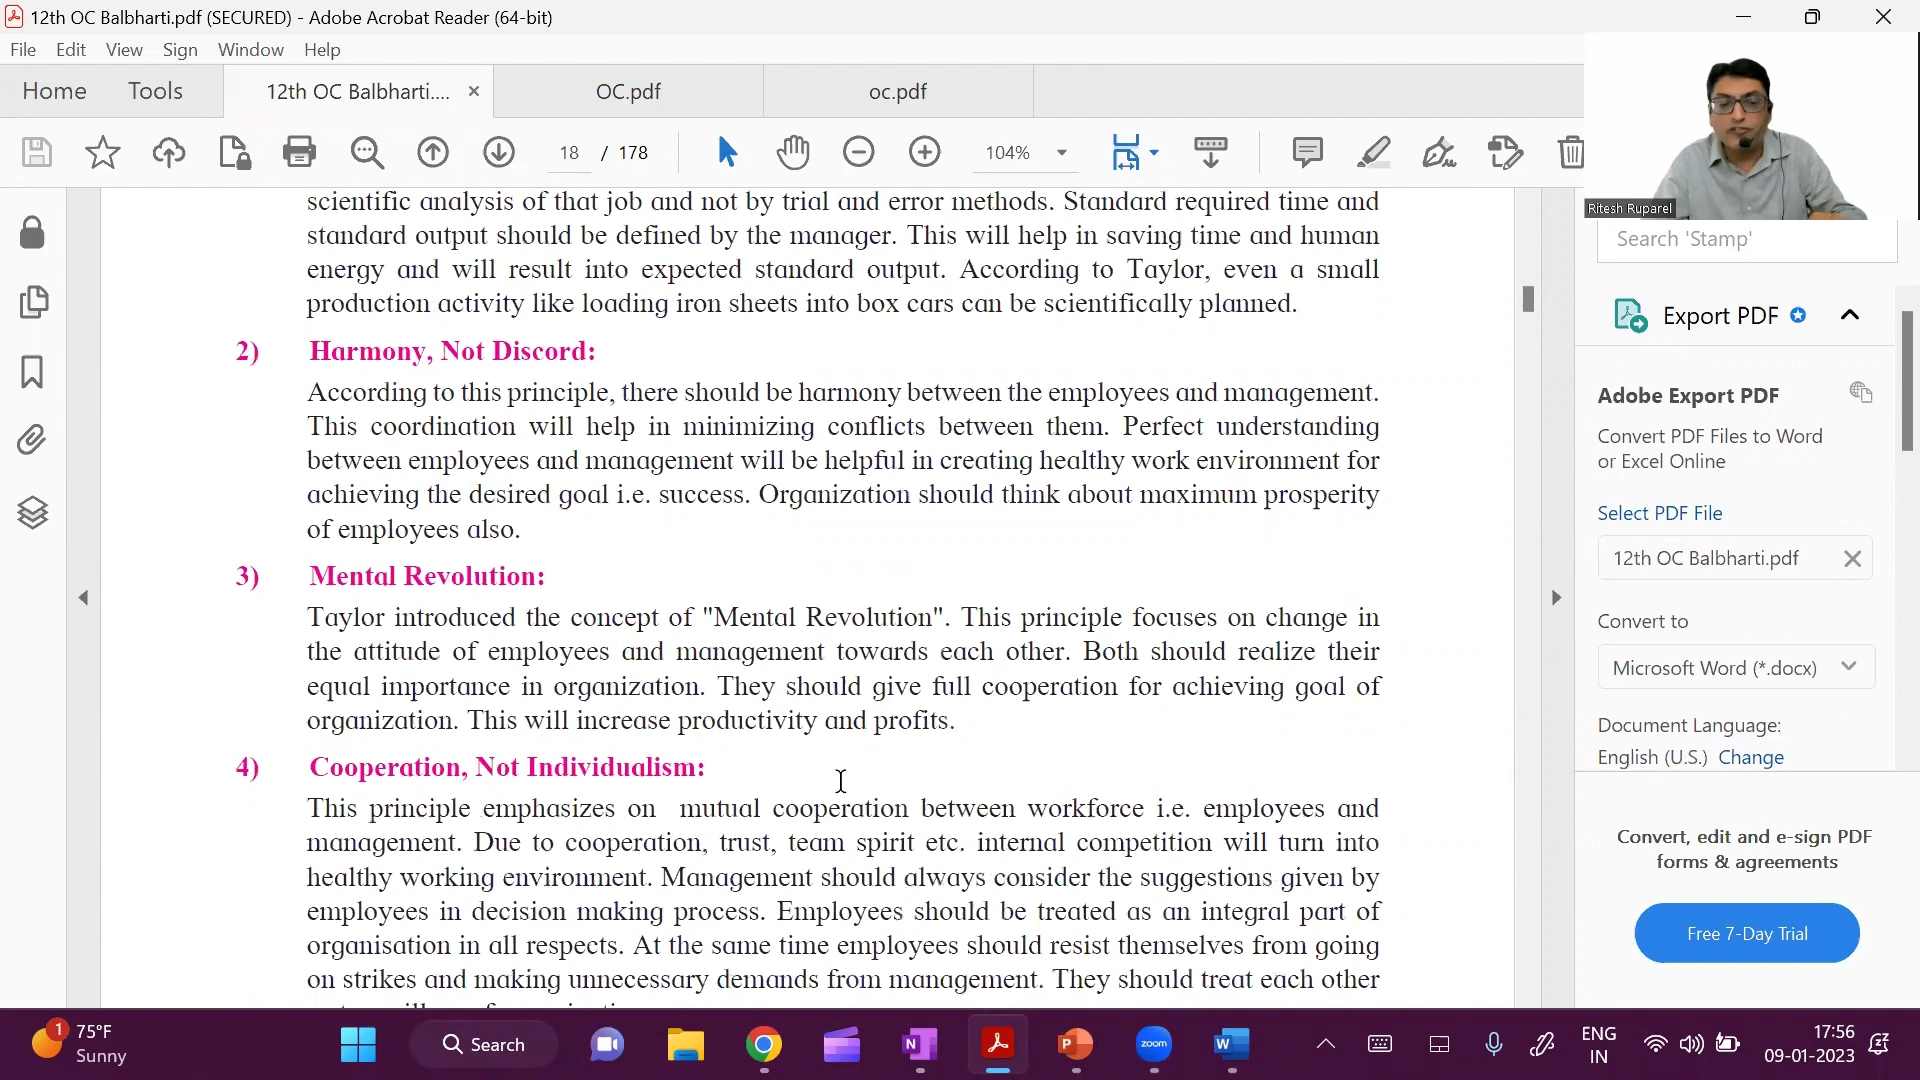 12th OC Balbharti.pdf (SECURED) - Adobe Acrobat Reader (64-bit)
File Edit View Sign Window Help
Home Tools 12th OC Balbharti.... OC.pdf oc.pdf
18 / 178 104%
Ritesh Ruparel
scientific analysis of that job and not by trial and error methods. Standard required time and
standard output should be defined by the manager. This will help in saving time and human
energy and will result into expected standard output. According to Taylor, even a small
production activity like loading iron sheets into box cars can be scientifically planned.
2) Harmony, Not Discord:
According to this principle, there should be harmony between the employees and management.
This coordination will help in minimizing conflicts between them. Perfect understanding
between employees and management will be helpful in creating healthy work environment for
achieving the desired goal i.e. success. Organization should think about maximum prosperity
of employees also.
3) Mental Revolution:
Taylor introduced the concept of "Mental Revolution". This principle focuses on change in
the attitude of employees and management towards each other. Both should realize their
equal importance in organization. They should give full cooperation for achieving goal of
organization. This will increase productivity and profits.
4) Cooperation, Not Individualism:
This principle emphasizes on mutual cooperation between workforce i.e. employees and
management. Due to cooperation, trust, team spirit etc. internal competition will turn into
healthy working environment. Management should always consider the suggestions given by
employees in decision making process. Employees should be treated as an integral part of
organisation in all respects. At the same time employees should resist themselves from going
on strikes and making unnecessary demands from management. They should treat each other
Search 'Stamp'
Export PDF
Adobe Export PDF
Convert PDF Files to Word
or Excel Online
Select PDF File
12th OC Balbharti.pdf
Convert to
Microsoft Word (*.docx)
Document Language:
English (U.S.) Change
Convert, edit and e-sign PDF
forms & agreements
Free 7-Day Trial
1 75°F
Sunny
Search
N
P
zoom
W
ENG
IN
17:56
09-01-2023